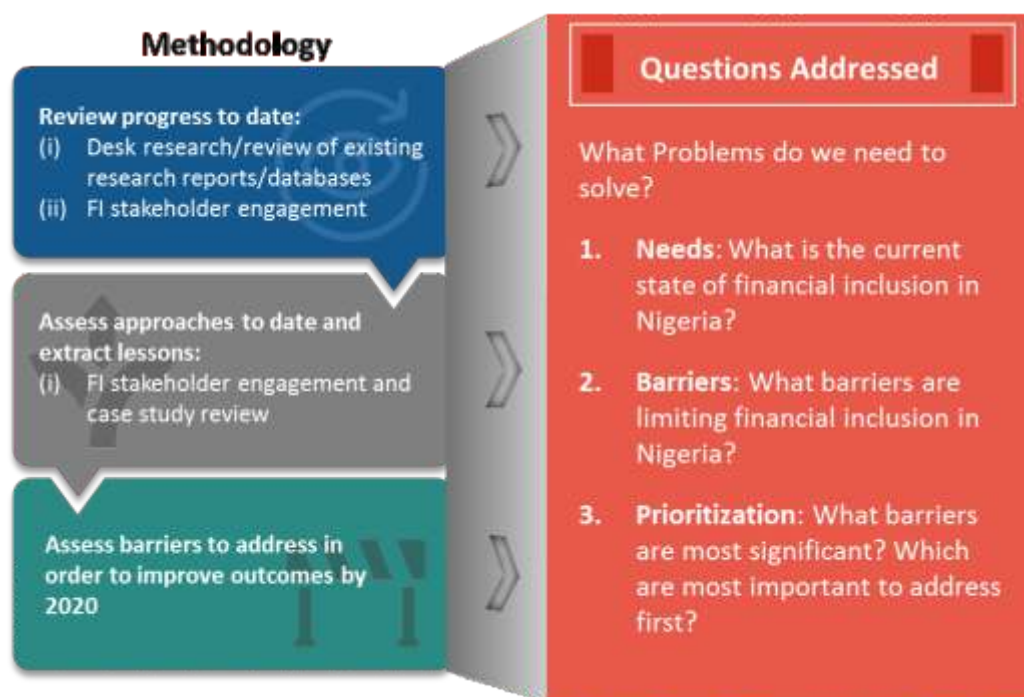 Methodology
Review progress to date:
(i) Desk research/review of existing
research reports/databases
(ii) FI stakeholder engagement
Assess approaches to date and
extract lessons:
(i) FI stakeholder engagement and
case study review
Assess barriers to address in
order to improve outcomes by
2020
Questions Addressed
What Problems do we need to
solve?
1. Needs: What is the current
state of financial inclusion in
Nigeria?
2. Barriers: What barriers are
limiting financial inclusion in
Nigeria?
3. Prioritization: What barriers
are most significant? Which
are most important to address
first?